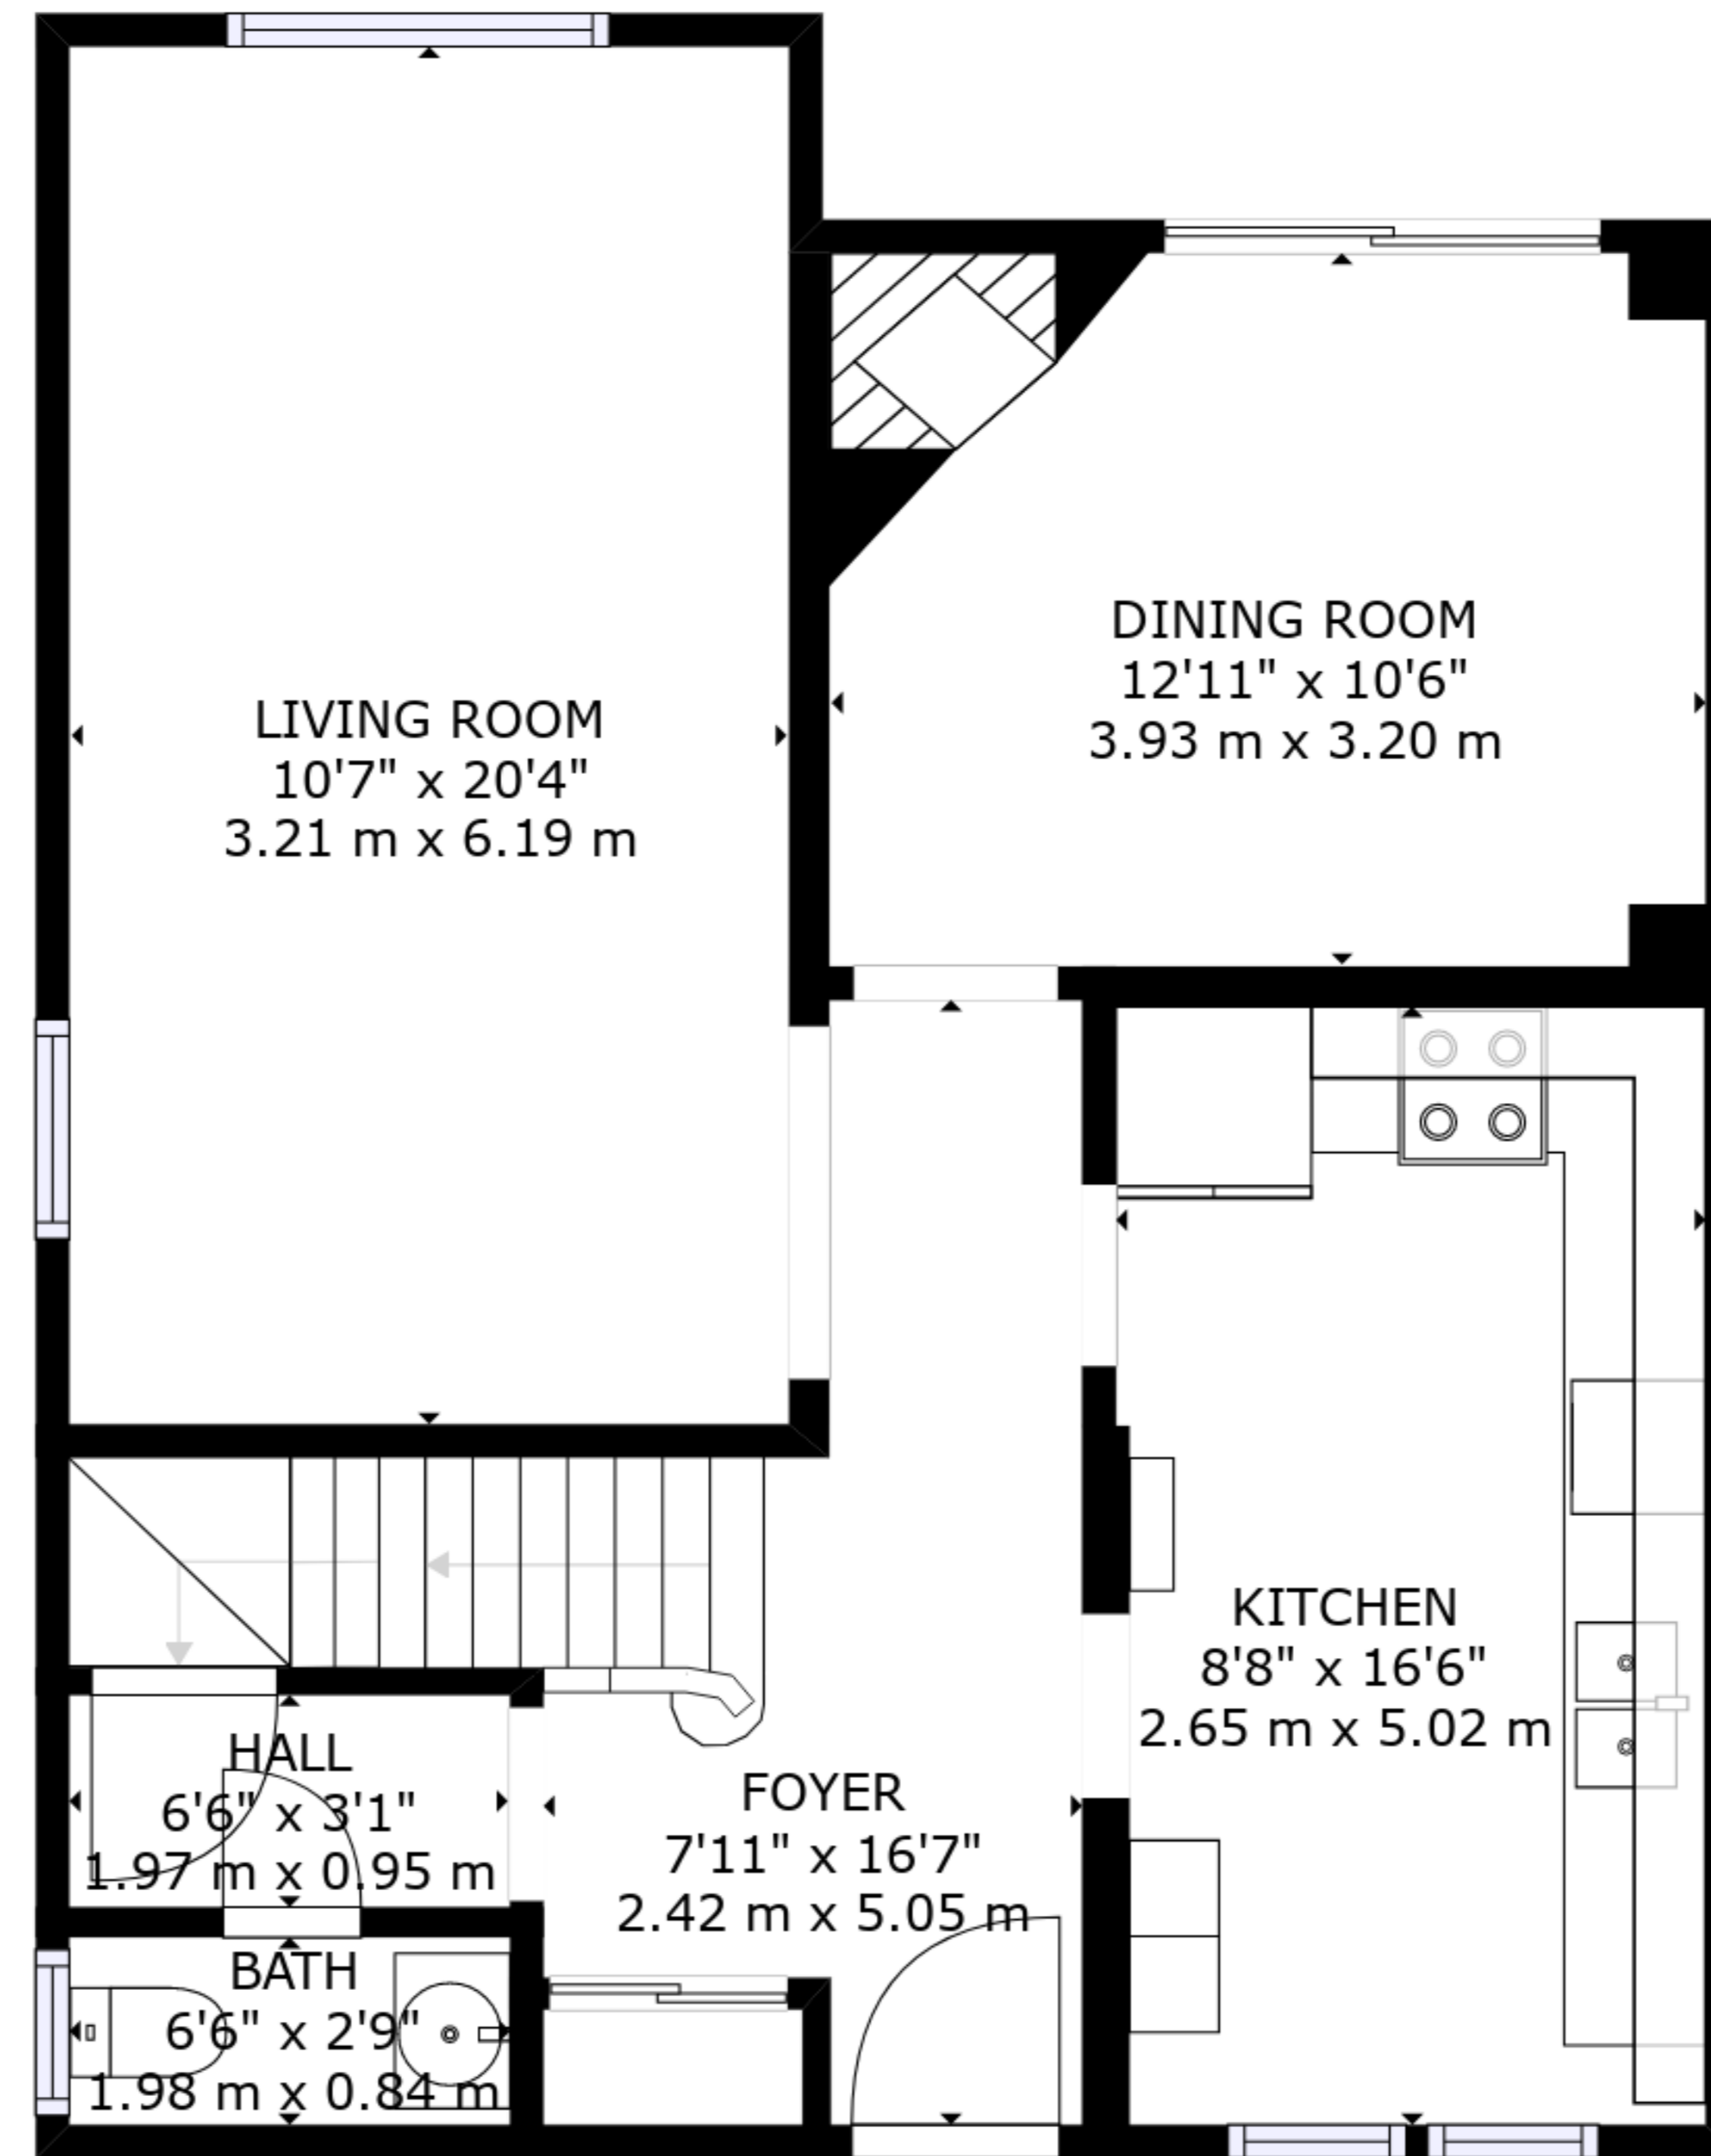 DINING ROOM
12'11" x 10'6"
3.93 m x 3.20 m
LIVING ROOM
10'7" x 20'4"
3.21 m x 6.19 m
KITCHEN
8'8" x 16'6"
2.65 m x 5.02 m
HALL
6'6" x 3'1"
1.97 m x 0.95 m
FOYER
7'11" x 16'7"
2.42 m x 5.05 m
BATH
6'6" x 2'9"
1.98 m x 0.84 m